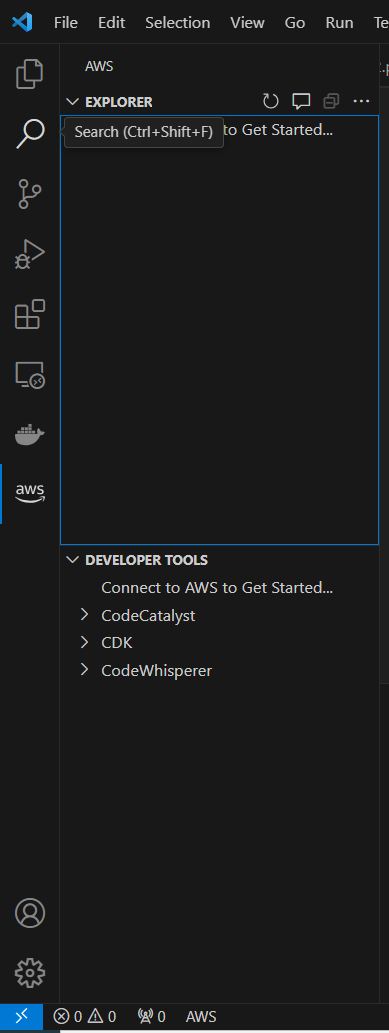 File Edit Selection View Go Run Te
AWS
EXPLORER
Search (Ctrl+Shift+F) to Get Started...
DEVELOPER TOOLS
Connect to AWS to Get Started...
CodeCatalyst
CDK
CodeWhisperer
aws
0 0 0 AWS